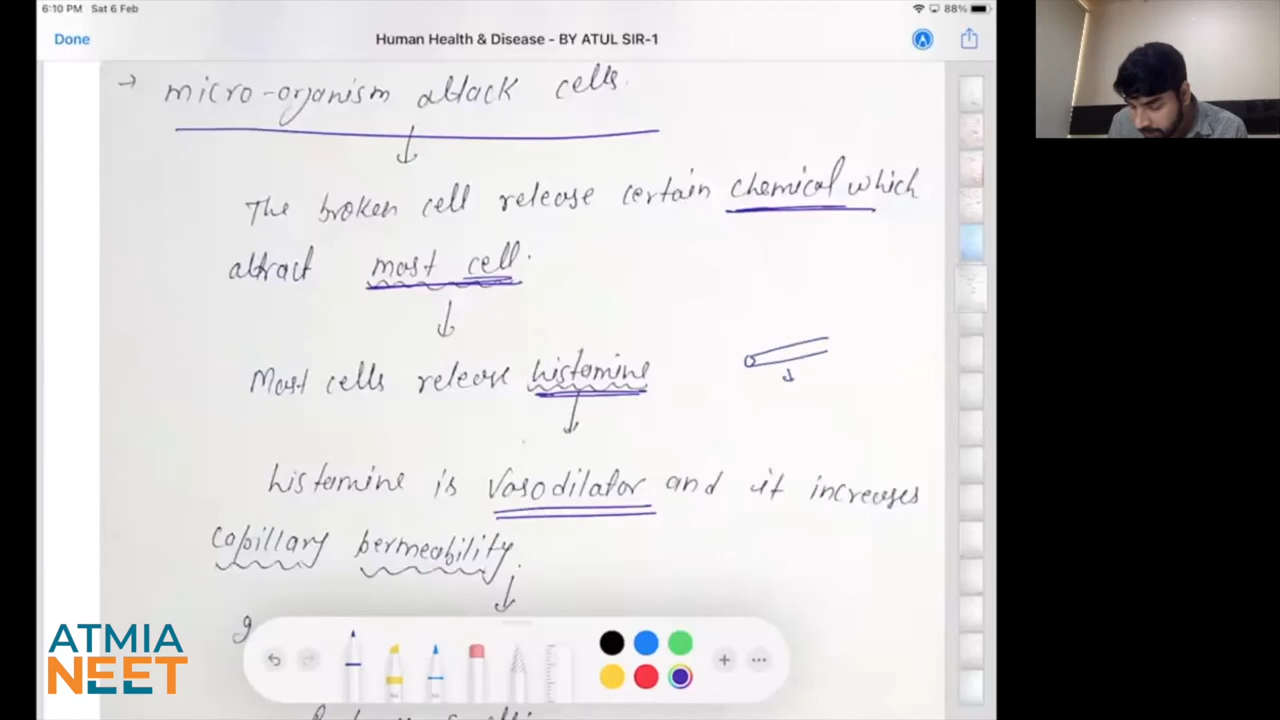 6:10 PM Sat 6 Feb
88%
Done
Human Health & Disease - BY ATUL SIR-1
→ micro-organism attack cells.
The broken cell release certain chemical which
attract mast cell.
Mast cells release histamine
histamine is vasodilator and it increases
capillary permeability.
ATMIA
NEET